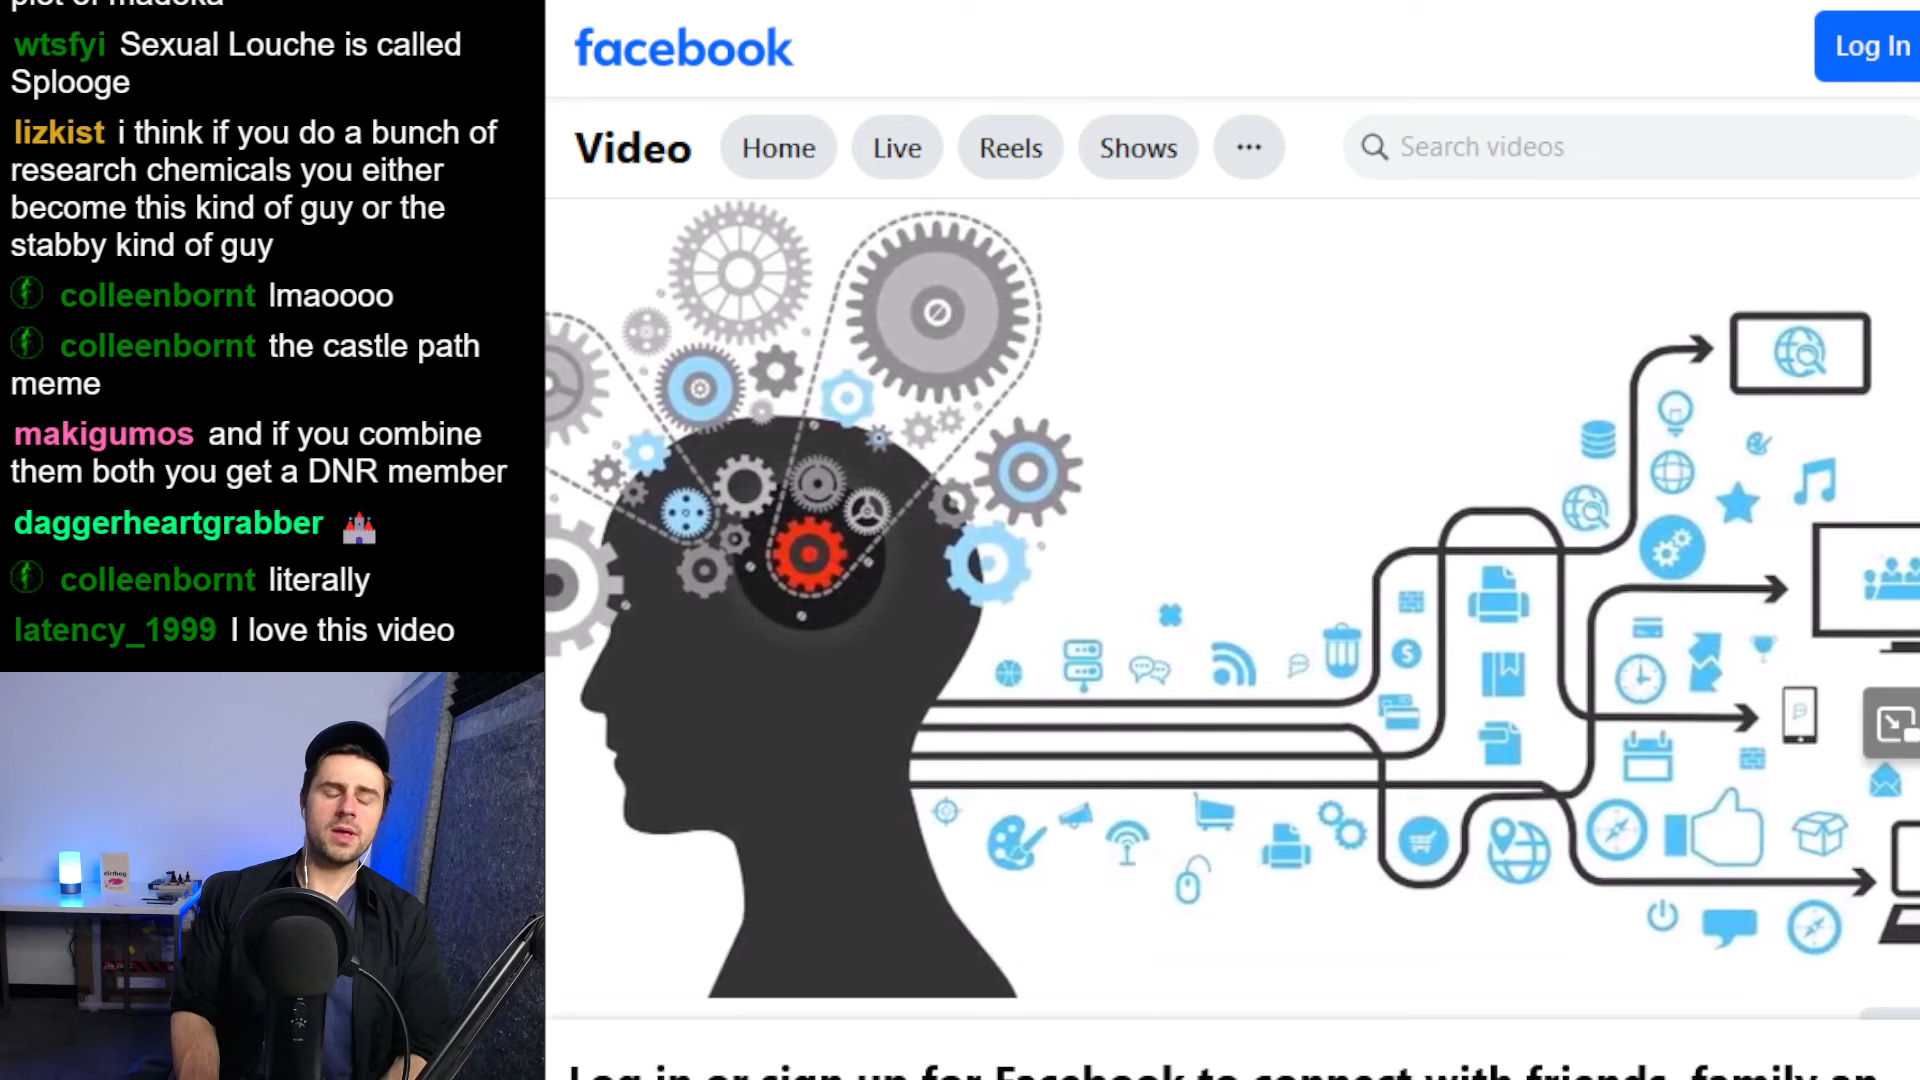 wtsfyi Sexual Louche is called
Splooge
lizkist i think if you do a bunch of
research chemicals you either
become this kind of guy or the
stabby kind of guy
colleenbornt lmaoooo
colleenbornt the castle path
meme
makigumos and if you combine
them both you get a DNR member
daggerheartgrabber
colleenbornt literally
latency_1999 I love this video
facebook
Log In
Video
Home
Live
Reels
Shows
Search videos